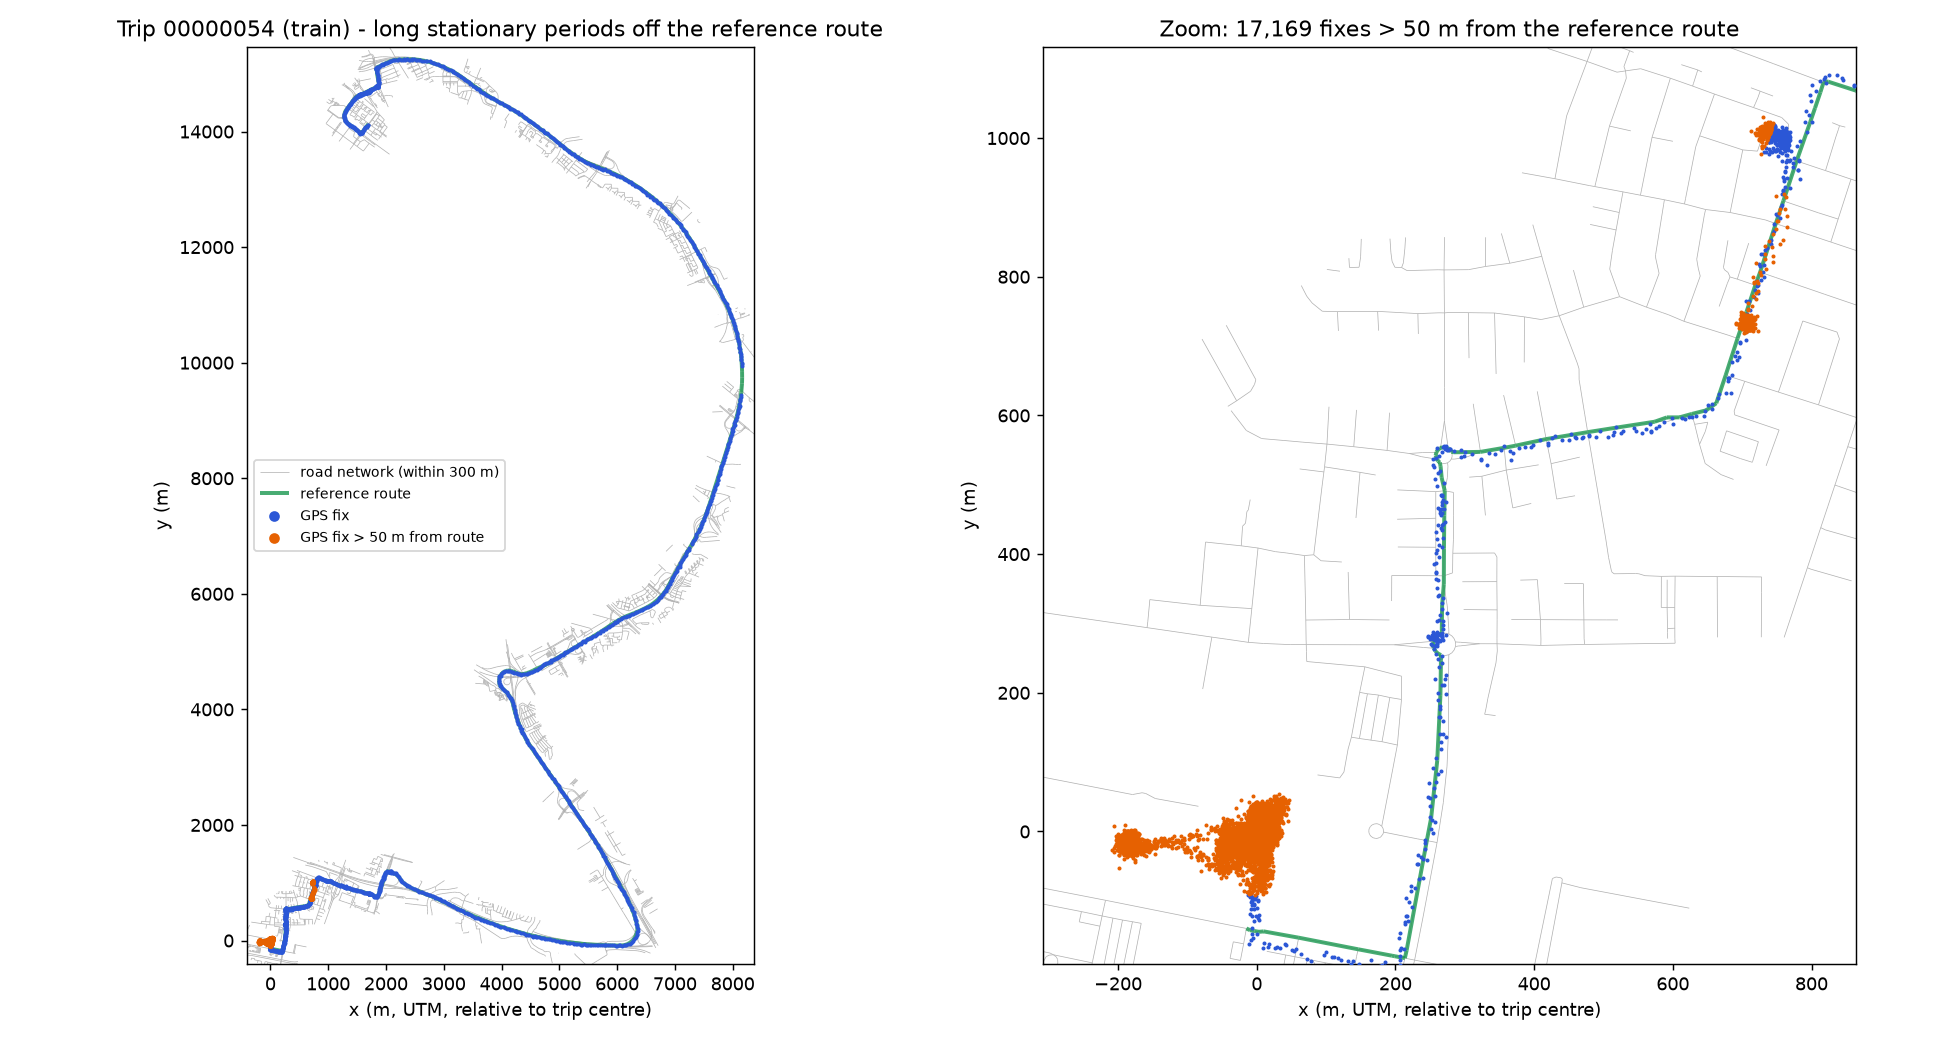 Trip 00000054 (train) - long stationary periods off the reference route
14000
12000
10000
8000
6000
4000
2000
0
y (m)
road network (within 300 m)
reference route
GPS fix
GPS fix > 50 m from route
0 1000 2000 3000 4000 5000 6000 7000 8000
x (m, UTM, relative to trip centre)
Zoom: 17,169 fixes > 50 m from the reference route
1000
800
600
400
200
0
y (m)
−200 0 200 400 600 800
x (m, UTM, relative to trip centre)